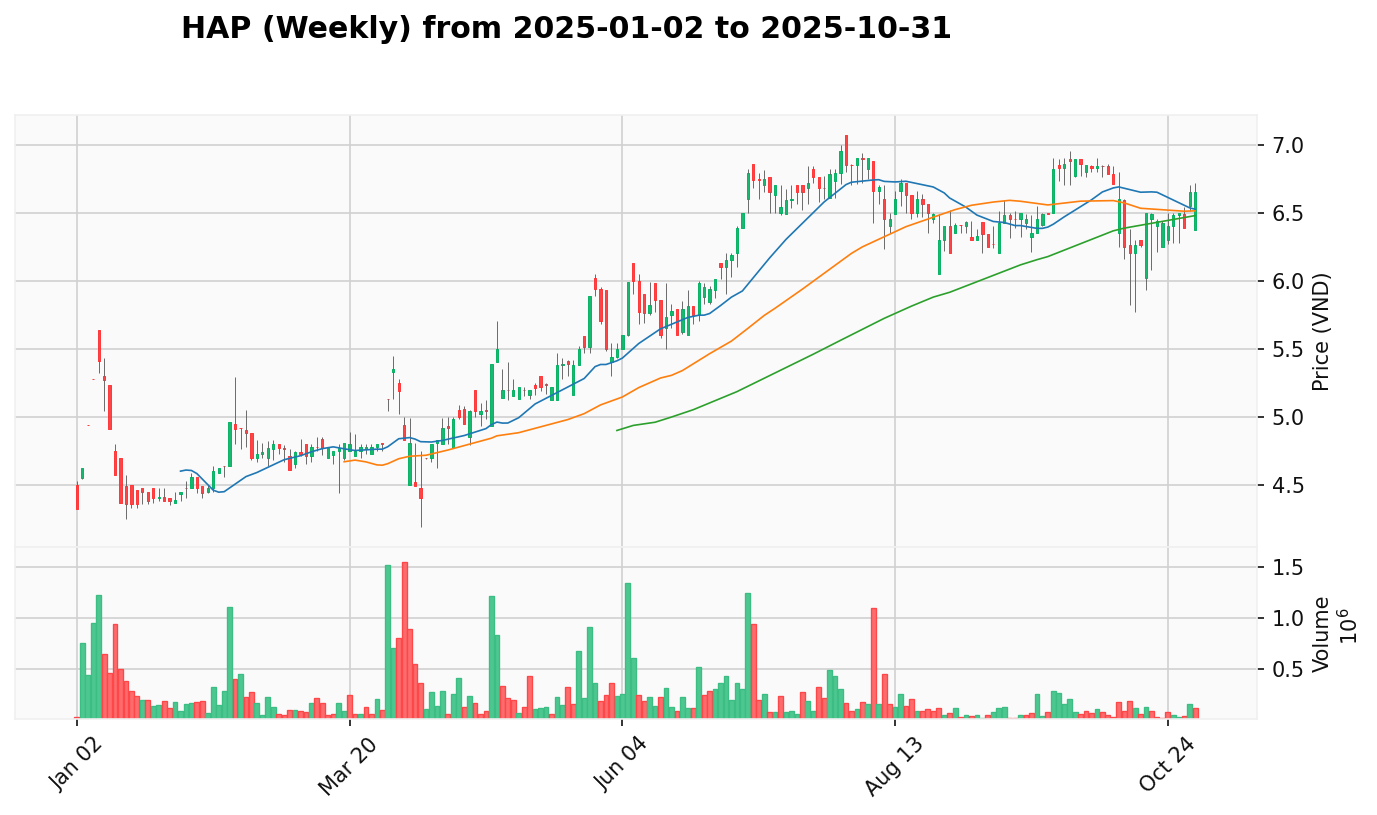 HAP (Weekly) from 2025-01-02 to 2025-10-31
7.0
6.5
6.0
5.5
5.0
4.5
Price (VND)
1.5
1.0
0.5
Volume
10⁶
Jan 02
Mar 20
Jun 04
Aug 13
Oct 24